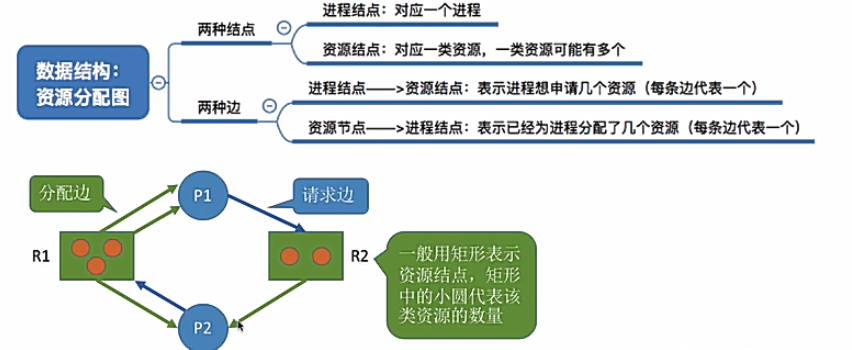 进程结点：对应一个进程
两种结点
资源结点：对应一类资源，一类资源可能有多个
数据结构：
资源分配图
进程结点——>资源结点：表示进程想申请几个资源（每条边代表一个）
两种边
资源节点——>进程结点：表示已经为进程分配了几个资源（每条边代表一个）
分配边
P1
请求边
R1
R2
一般用矩形表示
资源结点，矩形
中的小圆代表该
类资源的数量
P2